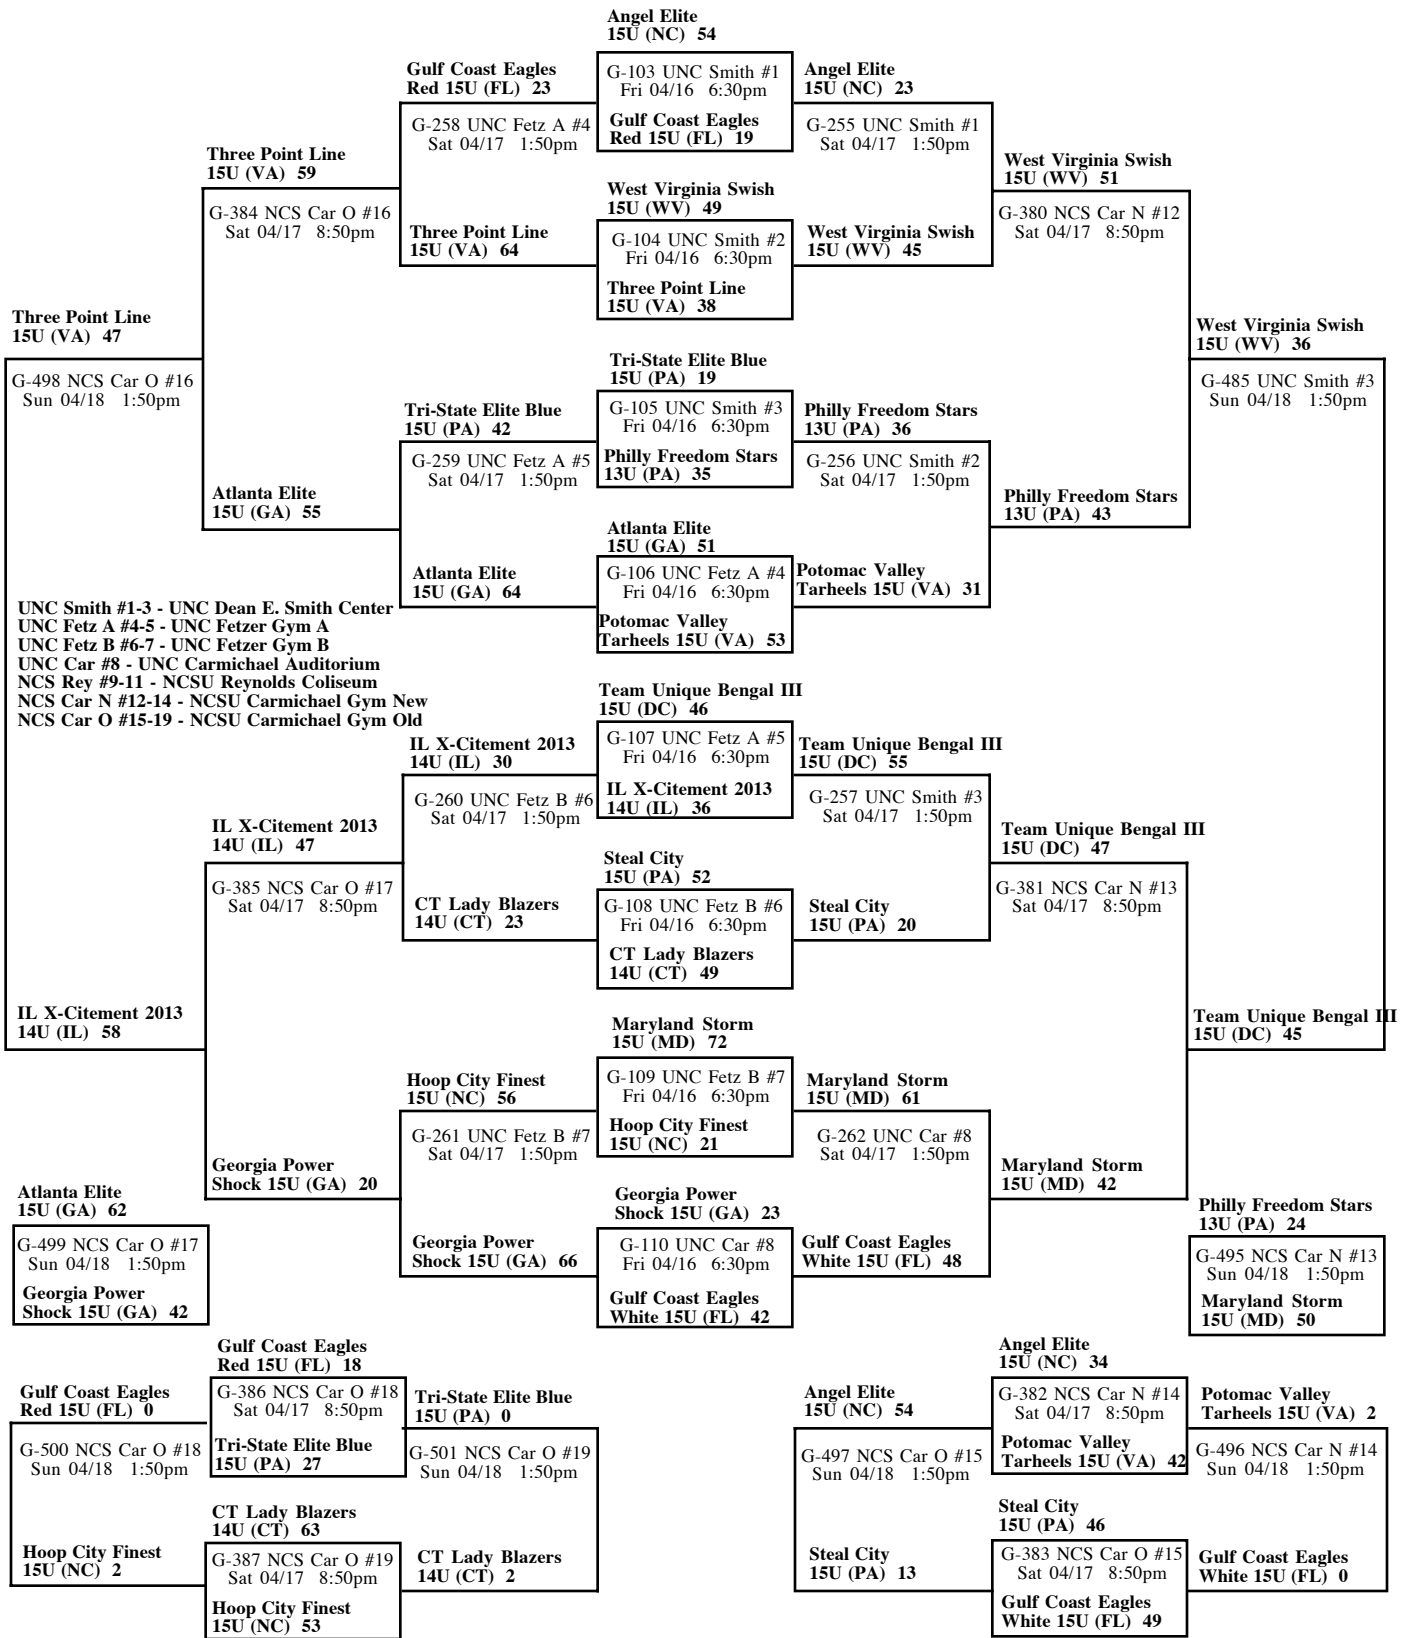 Angel Elite
15U (NC) 54
Gulf Coast Eagles
Red 15U (FL) 23
G-103 UNC Smith #1
Fri 04/16 6:30pm
Gulf Coast Eagles
Red 15U (FL) 19
Angel Elite
15U (NC) 23
G-258 UNC Fetz A #4
Sat 04/17 1:50pm
G-255 UNC Smith #1
Sat 04/17 1:50pm
Three Point Line
15U (VA) 59
West Virginia Swish
15U (WV) 51
West Virginia Swish
15U (WV) 49
G-384 NCS Car O #16
Sat 04/17 8:50pm
G-380 NCS Car N #12
Sat 04/17 8:50pm
Three Point Line
15U (VA) 64
G-104 UNC Smith #2
Fri 04/16 6:30pm
West Virginia Swish
15U (WV) 45
Three Point Line
15U (VA) 38
Three Point Line
15U (VA) 47
West Virginia Swish
15U (WV) 36
Tri-State Elite Blue
15U (PA) 19
G-498 NCS Car O #16
Sun 04/18 1:50pm
G-485 UNC Smith #3
Sun 04/18 1:50pm
Tri-State Elite Blue
15U (PA) 42
G-105 UNC Smith #3
Fri 04/16 6:30pm
Philly Freedom Stars
13U (PA) 36
Philly Freedom Stars
13U (PA) 35
G-259 UNC Fetz A #5
Sat 04/17 1:50pm
G-256 UNC Smith #2
Sat 04/17 1:50pm
Atlanta Elite
15U (GA) 55
Philly Freedom Stars
13U (PA) 43
Atlanta Elite
15U (GA) 51
Atlanta Elite
15U (GA) 64
G-106 UNC Fetz A #4
Fri 04/16 6:30pm
Potomac Valley
Tarheels 15U (VA) 31
Potomac Valley
Tarheels 15U (VA) 53
UNC Smith #1-3 - UNC Dean E. Smith Center
UNC Fetz A #4-5 - UNC Fetzer Gym A
UNC Fetz B #6-7 - UNC Fetzer Gym B
UNC Car #8 - UNC Carmichael Auditorium
NCS Rey #9-11 - NCSU Reynolds Coliseum
NCS Car N #12-14 - NCSU Carmichael Gym New
NCS Car O #15-19 - NCSU Carmichael Gym Old
Team Unique Bengal III
15U (DC) 46
IL X-Citement 2013
14U (IL) 30
G-107 UNC Fetz A #5
Fri 04/16 6:30pm
Team Unique Bengal III
15U (DC) 55
IL X-Citement 2013
14U (IL) 36
G-260 UNC Fetz B #6
Sat 04/17 1:50pm
G-257 UNC Smith #3
Sat 04/17 1:50pm
IL X-Citement 2013
14U (IL) 47
Team Unique Bengal III
15U (DC) 47
Steal City
15U (PA) 52
G-385 NCS Car O #17
Sat 04/17 8:50pm
G-381 NCS Car N #13
Sat 04/17 8:50pm
CT Lady Blazers
14U (CT) 23
G-108 UNC Fetz B #6
Fri 04/16 6:30pm
Steal City
15U (PA) 20
CT Lady Blazers
14U (CT) 49
IL X-Citement 2013
14U (IL) 58
Team Unique Bengal III
15U (DC) 45
Maryland Storm
15U (MD) 72
Hoop City Finest
15U (NC) 56
G-109 UNC Fetz B #7
Fri 04/16 6:30pm
Maryland Storm
15U (MD) 61
Hoop City Finest
15U (NC) 21
G-261 UNC Fetz B #7
Sat 04/17 1:50pm
G-262 UNC Car #8
Sat 04/17 1:50pm
Georgia Power
Shock 15U (GA) 20
Maryland Storm
15U (MD) 42
Atlanta Elite
15U (GA) 62
Georgia Power
Shock 15U (GA) 23
Philly Freedom Stars
13U (PA) 24
G-499 NCS Car O #17
Sun 04/18 1:50pm
Georgia Power
Shock 15U (GA) 42
Georgia Power
Shock 15U (GA) 66
G-110 UNC Car #8
Fri 04/16 6:30pm
Gulf Coast Eagles
White 15U (FL) 48
Gulf Coast Eagles
White 15U (FL) 42
G-495 NCS Car N #13
Sun 04/18 1:50pm
Maryland Storm
15U (MD) 50
Gulf Coast Eagles
Red 15U (FL) 18
Angel Elite
15U (NC) 34
Gulf Coast Eagles
Red 15U (FL) 0
G-386 NCS Car O #18
Sat 04/17 8:50pm
Tri-State Elite Blue
15U (PA) 0
Angel Elite
15U (NC) 54
G-382 NCS Car N #14
Sat 04/17 8:50pm
Potomac Valley
Tarheels 15U (VA) 2
G-500 NCS Car O #18
Sun 04/18 1:50pm
Tri-State Elite Blue
15U (PA) 27
G-501 NCS Car O #19
Sun 04/18 1:50pm
G-497 NCS Car O #15
Sun 04/18 1:50pm
Potomac Valley
Tarheels 15U (VA) 42
G-496 NCS Car N #14
Sun 04/18 1:50pm
CT Lady Blazers
14U (CT) 63
Steal City
15U (PA) 46
Hoop City Finest
15U (NC) 2
G-387 NCS Car O #19
Sat 04/17 8:50pm
CT Lady Blazers
14U (CT) 2
Steal City
15U (PA) 13
G-383 NCS Car O #15
Sat 04/17 8:50pm
Gulf Coast Eagles
White 15U (FL) 0
Hoop City Finest
15U (NC) 53
Gulf Coast Eagles
White 15U (FL) 49